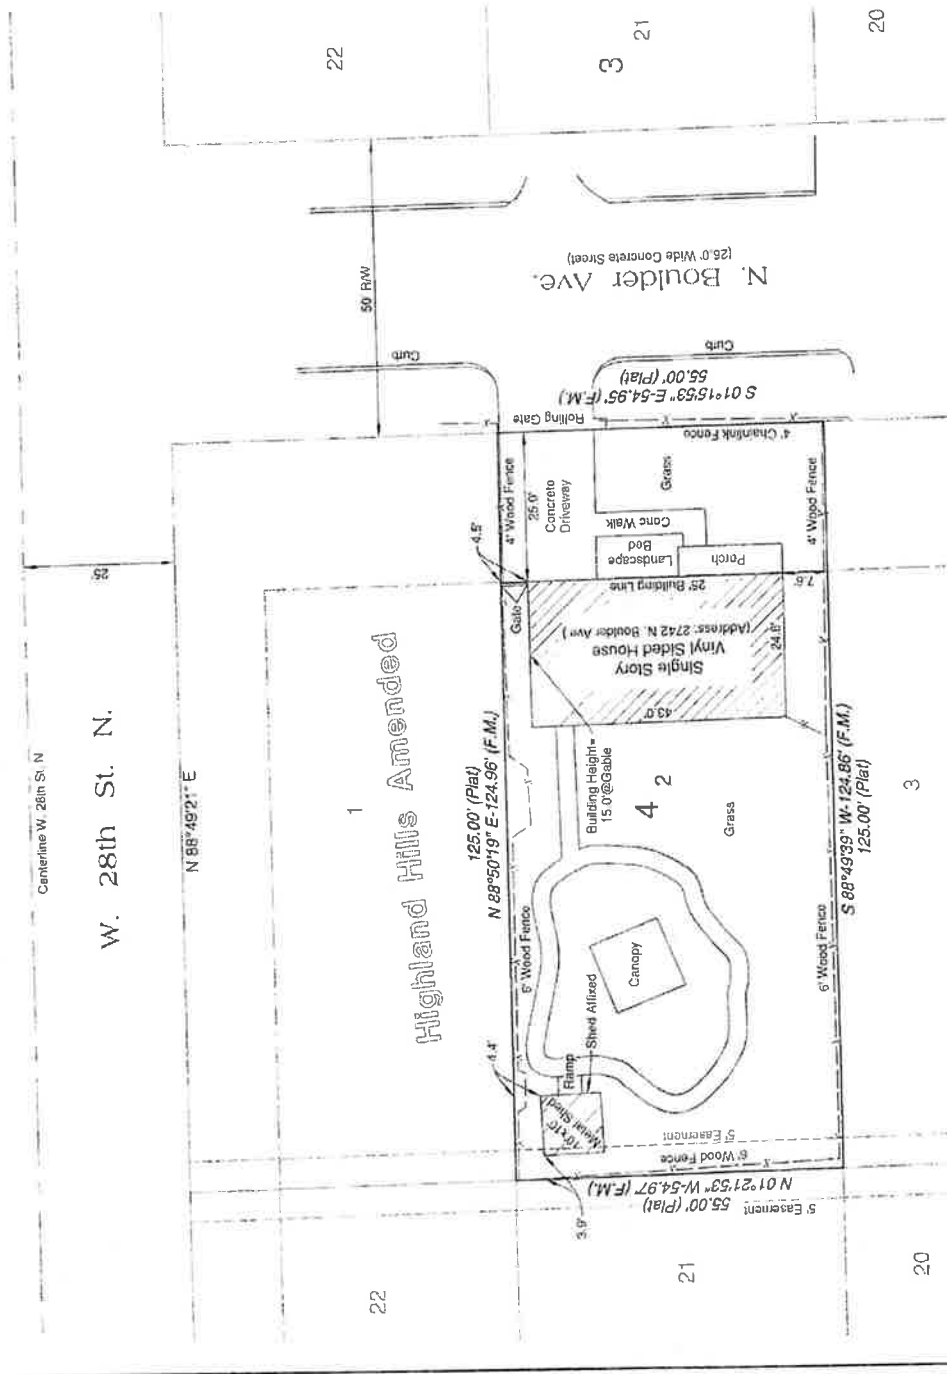 Centerline W. 28th St. N
W. 28th St. N.
25'
N 88°49'21" E
22
21
20
3
50' R/W
N. Boulder Ave.
(26.0' Wide Concrete Street)
Curb
Curb
S 01°15'53" E-54.95' (F.M.)
55.00' (Plat)
Rolling Gate
4' Chainlink Fence
4' Wood Fence
25.0'
Concrete
Driveway
Grass
Conc Walk
Landscape
Bed
Porch
4' Wood Fence
4.5'
Gate
25' Building Line
7.6'
Single Story
Vinyl Sided House
(Address: 2742 N. Boulder Ave.)
24.8'
43.0'
Building Height=
15.0'@Gable
1
Highland Hills Amended
125.00' (Plat)
N 88°50'19" E-124.96' (F.M.)
6' Wood Fence
4
2
Grass
Canopy
Shed Affixed
Ramp
4.4'
10'x10'
Metal Shed
3.9'
5' Easement
6' Wood Fence
N 01°21'53" W-54.97' (F.M.)
55.00' (Plat)
5' Easement
6' Wood Fence
S 88°49'39" W-124.86' (F.M.)
125.00' (Plat)
3
22
21
20